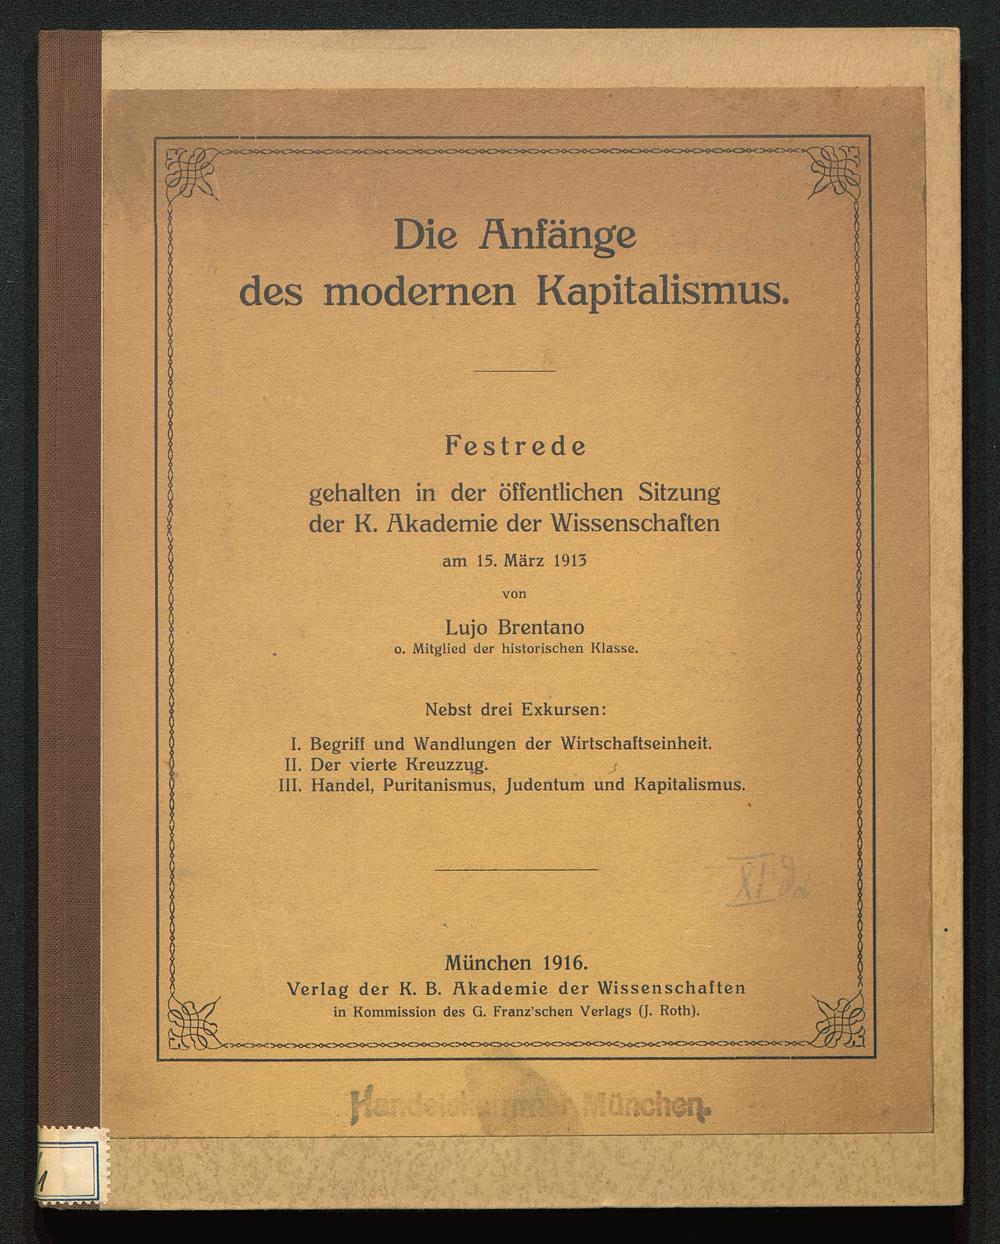 Die Anfänge
des modernen Kapitalismus.
Festrede
gehalten in der öffentlichen Sitzung
der K. Akademie der Wissenschaften
am 15. März 1913
von
Lujo Brentano
o. Mitglied der historischen Klasse.
Nebst drei Exkursen:
I. Begriff und Wandlungen der Wirtschaftseinheit.
II. Der vierte Kreuzzug.
III. Handel, Puritanismus, Judentum und Kapitalismus.
XI
München 1916.
Verlag der K. B. Akademie der Wissenschaften
in Kommission des G. Franz'schen Verlags (J. Roth).
Handelskammer München.
1